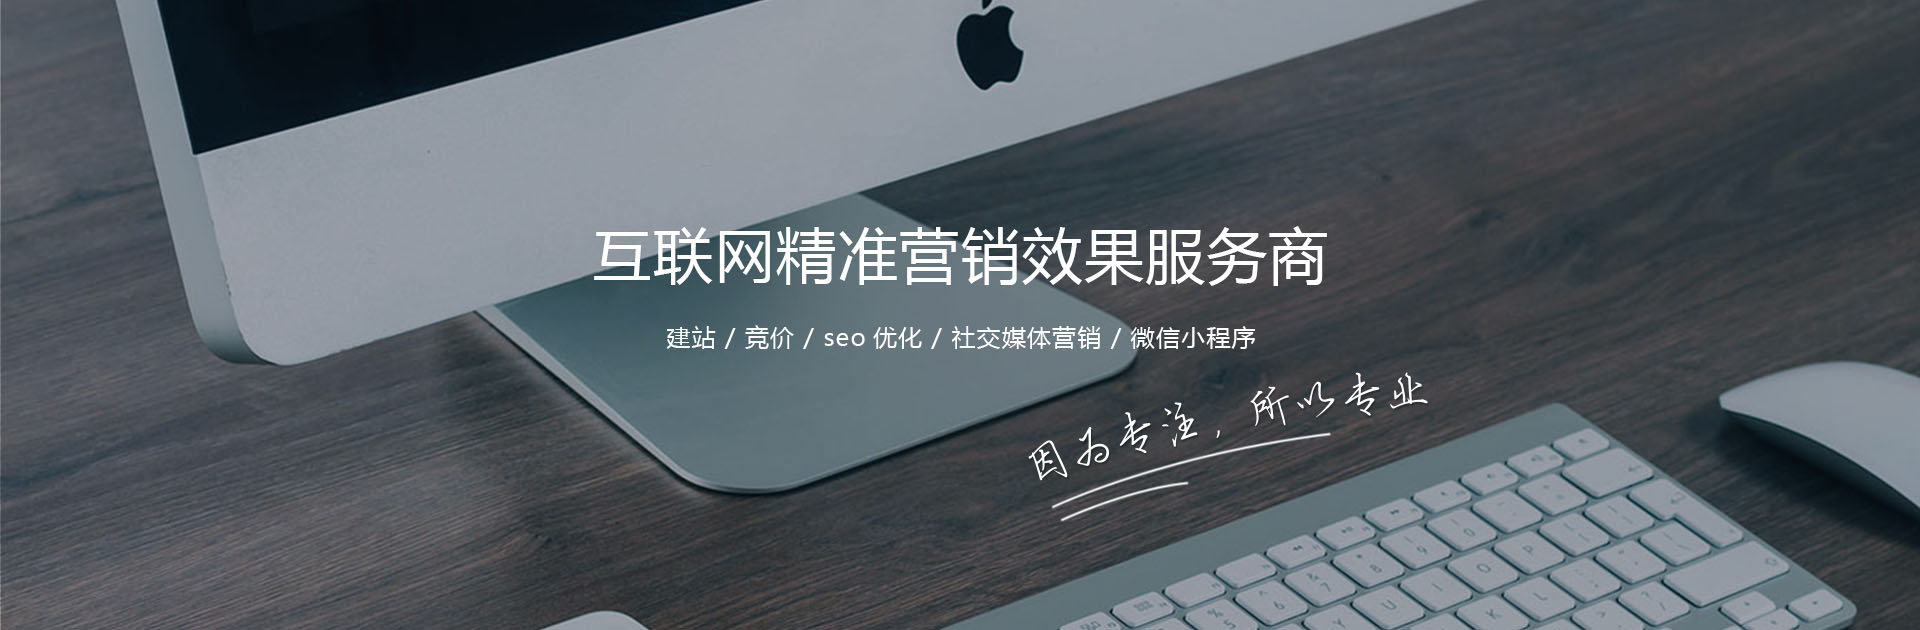 互联网精准营销效果服务商
建站 / 竞价 / seo 优化 / 社交媒体营销 / 微信小程序
因为专注，所以专业